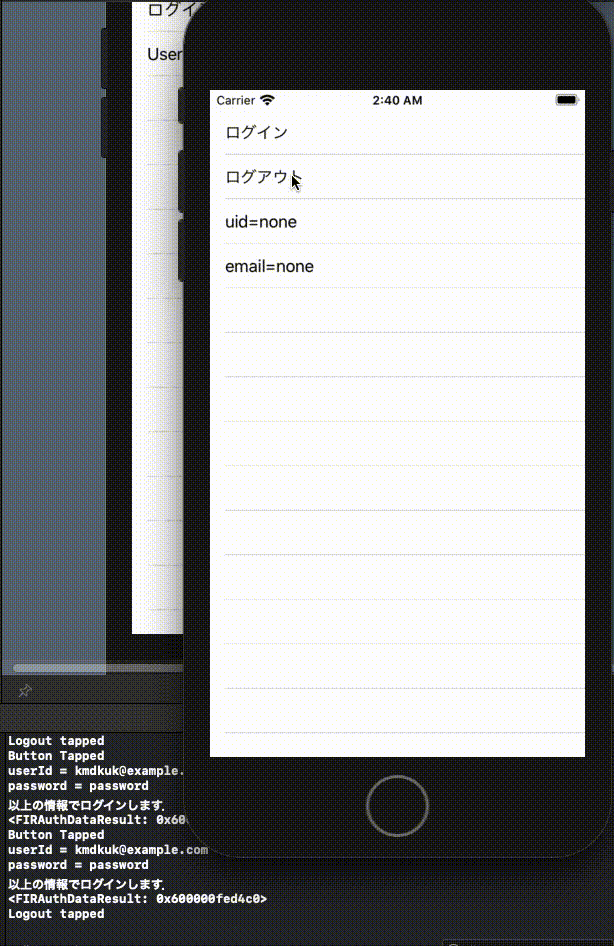 ログイ
User
Carrier 2:40 AM
ログイン
ログアウト
uid=none
email=none
Logout tapped
Button Tapped
userId = kmdkuk@example.
password = password
以上の情報でログインします.
<FIRAuthDataResult: 0x600
Button Tapped
userId = kmdkuk@example.com
password = password
以上の情報でログインします.
<FIRAuthDataResult: 0x600000fed4c0>
Logout tapped